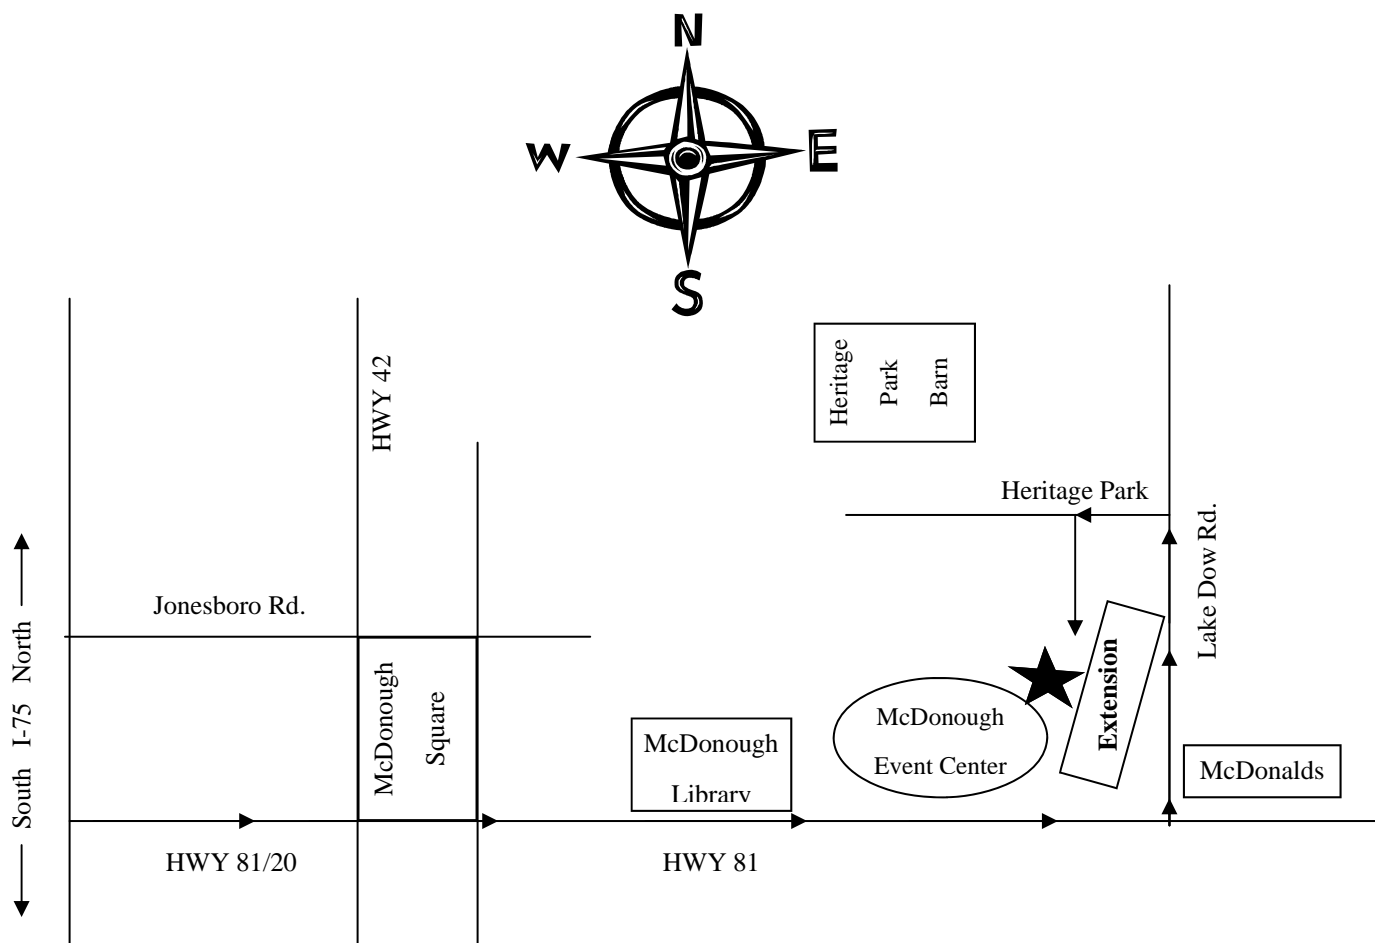 N
W
E
S
HWY 42
Heritage
Park
Barn
Heritage Park
Lake Dow Rd.
Jonesboro Rd.
South I-75 North
McDonough
Square
McDonough
Library
McDonough
Event Center
Extension
McDonalds
HWY 81/20
HWY 81